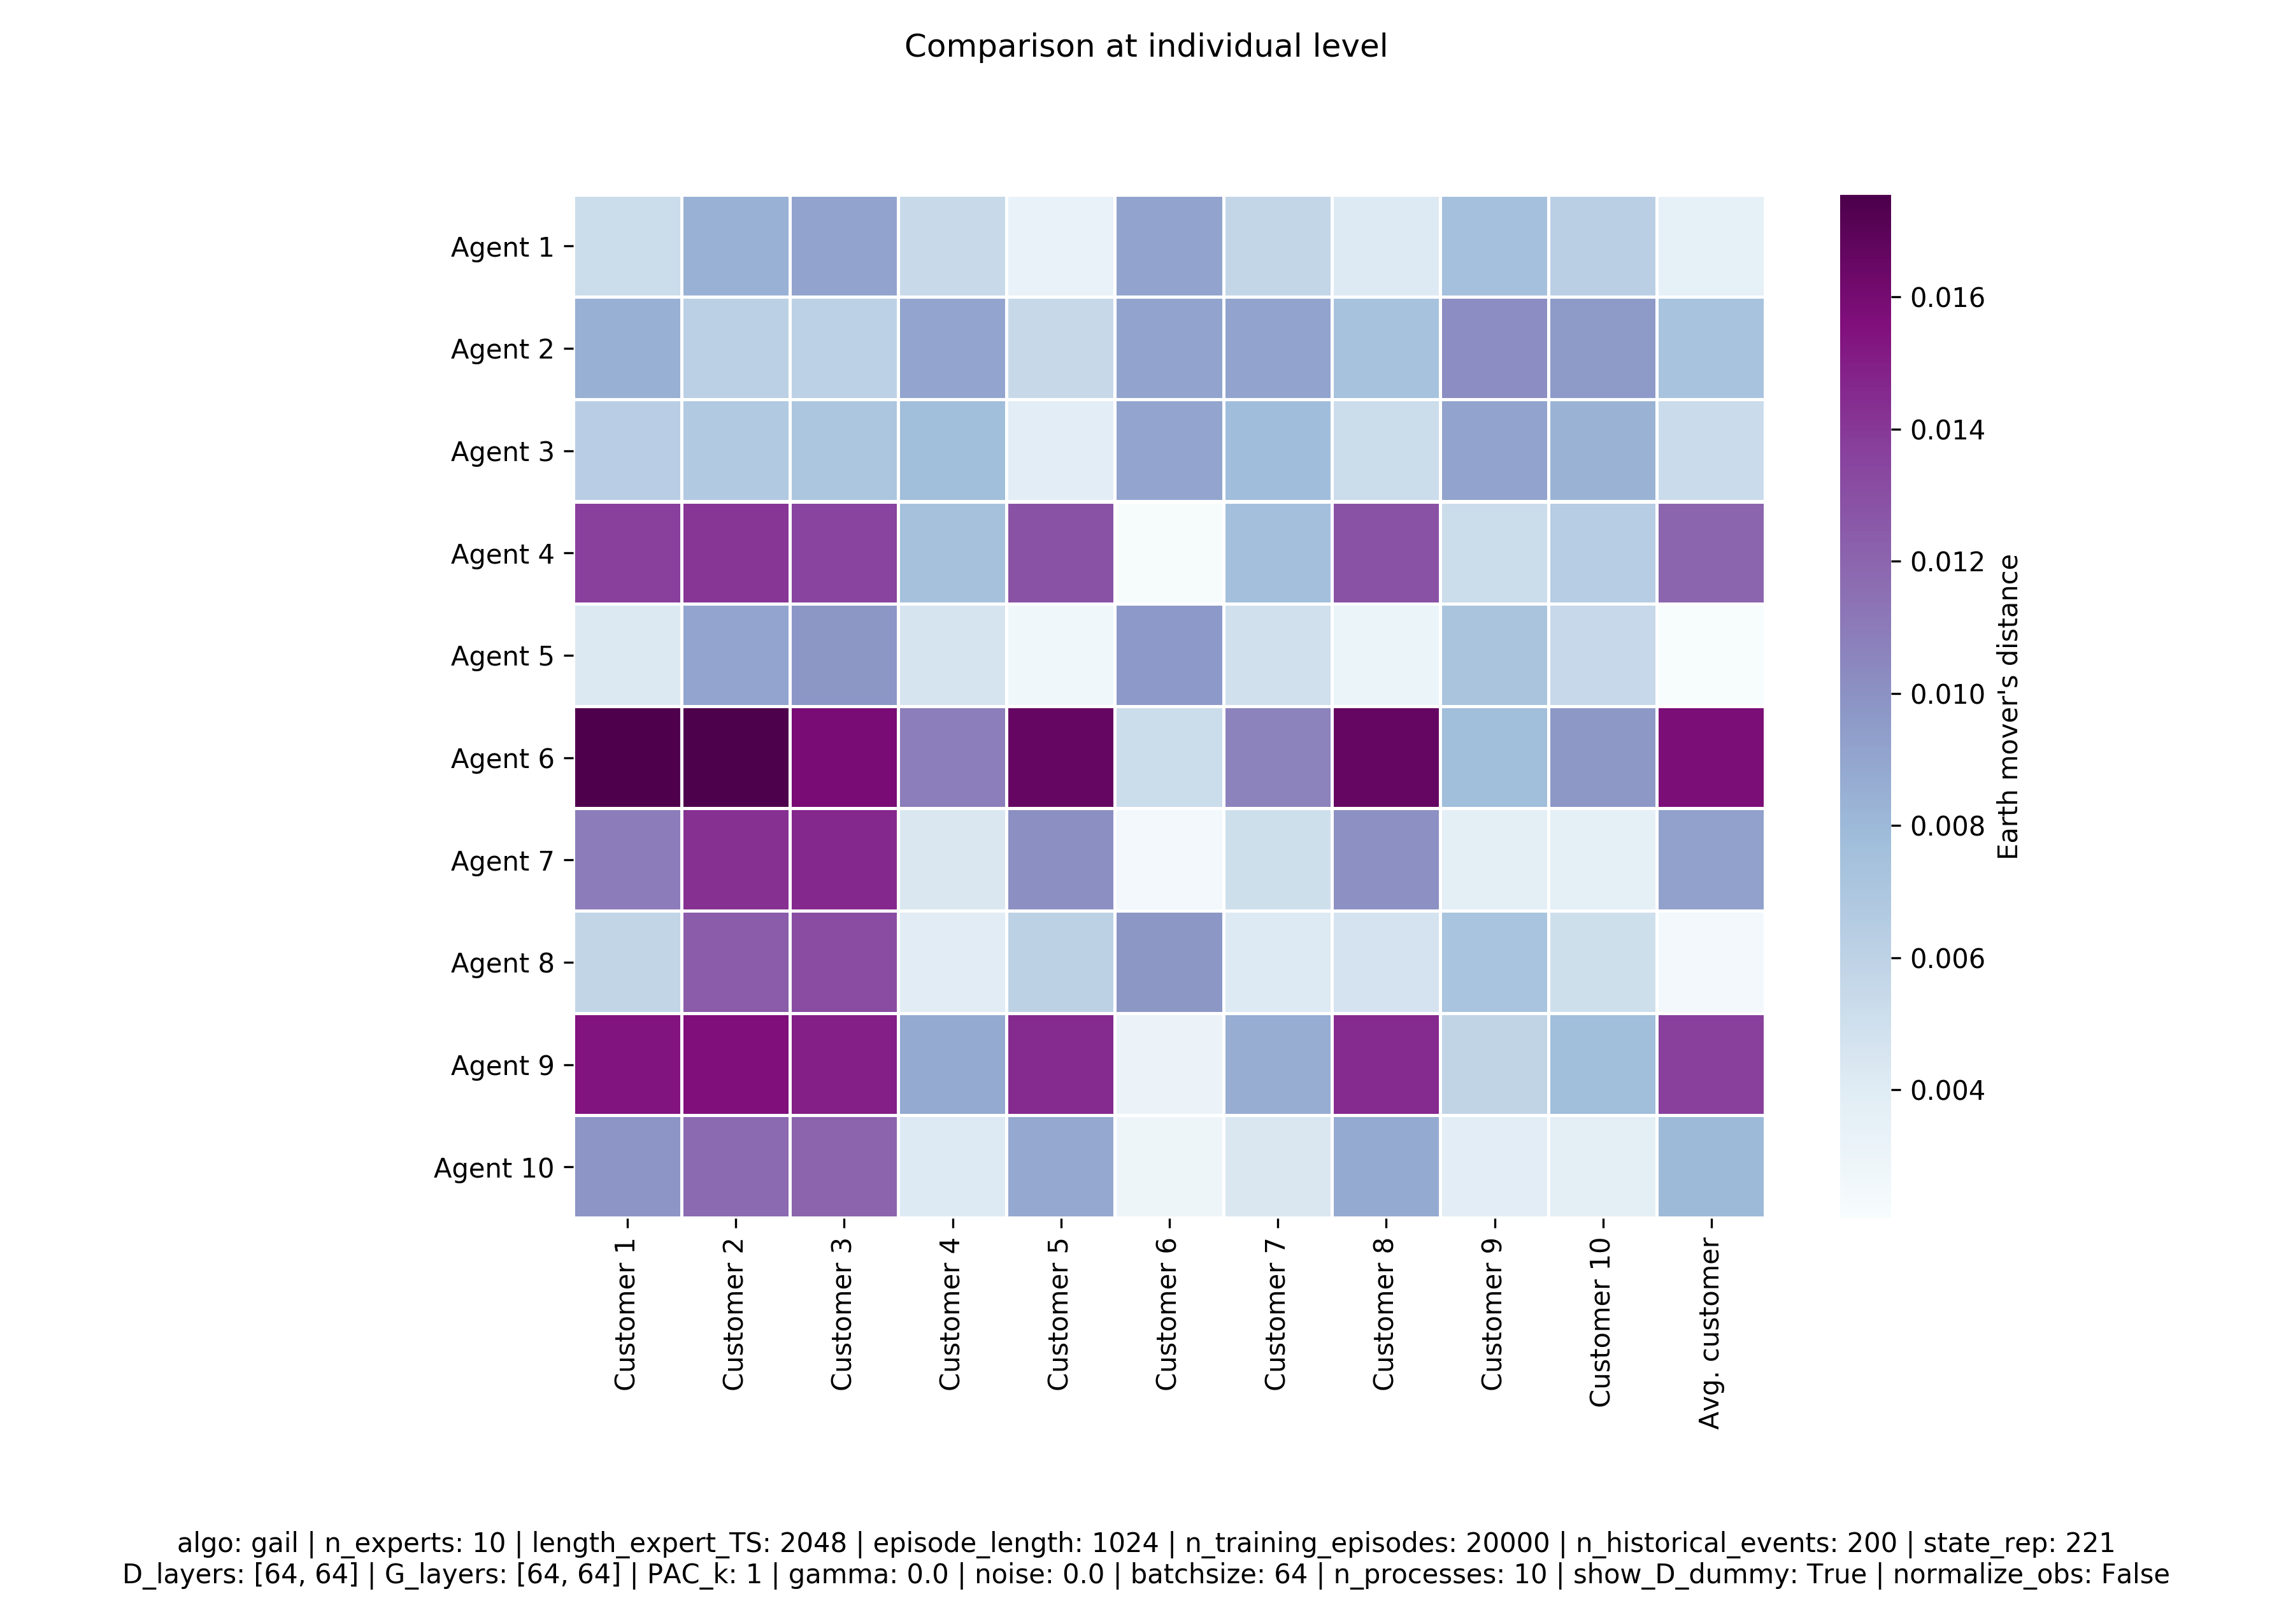 Comparison at individual level
Agent 1
Agent 2
Agent 3
Agent 4
Agent 5
Agent 6
Agent 7
Agent 8
Agent 9
Agent 10
Customer 1
Customer 2
Customer 3
Customer 4
Customer 5
Customer 6
Customer 7
Customer 8
Customer 9
Customer 10
Avg. customer
0.016
0.014
0.012
0.010
0.008
0.006
0.004
Earth mover's distance
algo: gail | n_experts: 10 | length_expert_TS: 2048 | episode_length: 1024 | n_training_episodes: 20000 | n_historical_events: 200 | state_rep: 221
D_layers: [64, 64] | G_layers: [64, 64] | PAC_k: 1 | gamma: 0.0 | noise: 0.0 | batchsize: 64 | n_processes: 10 | show_D_dummy: True | normalize_obs: False